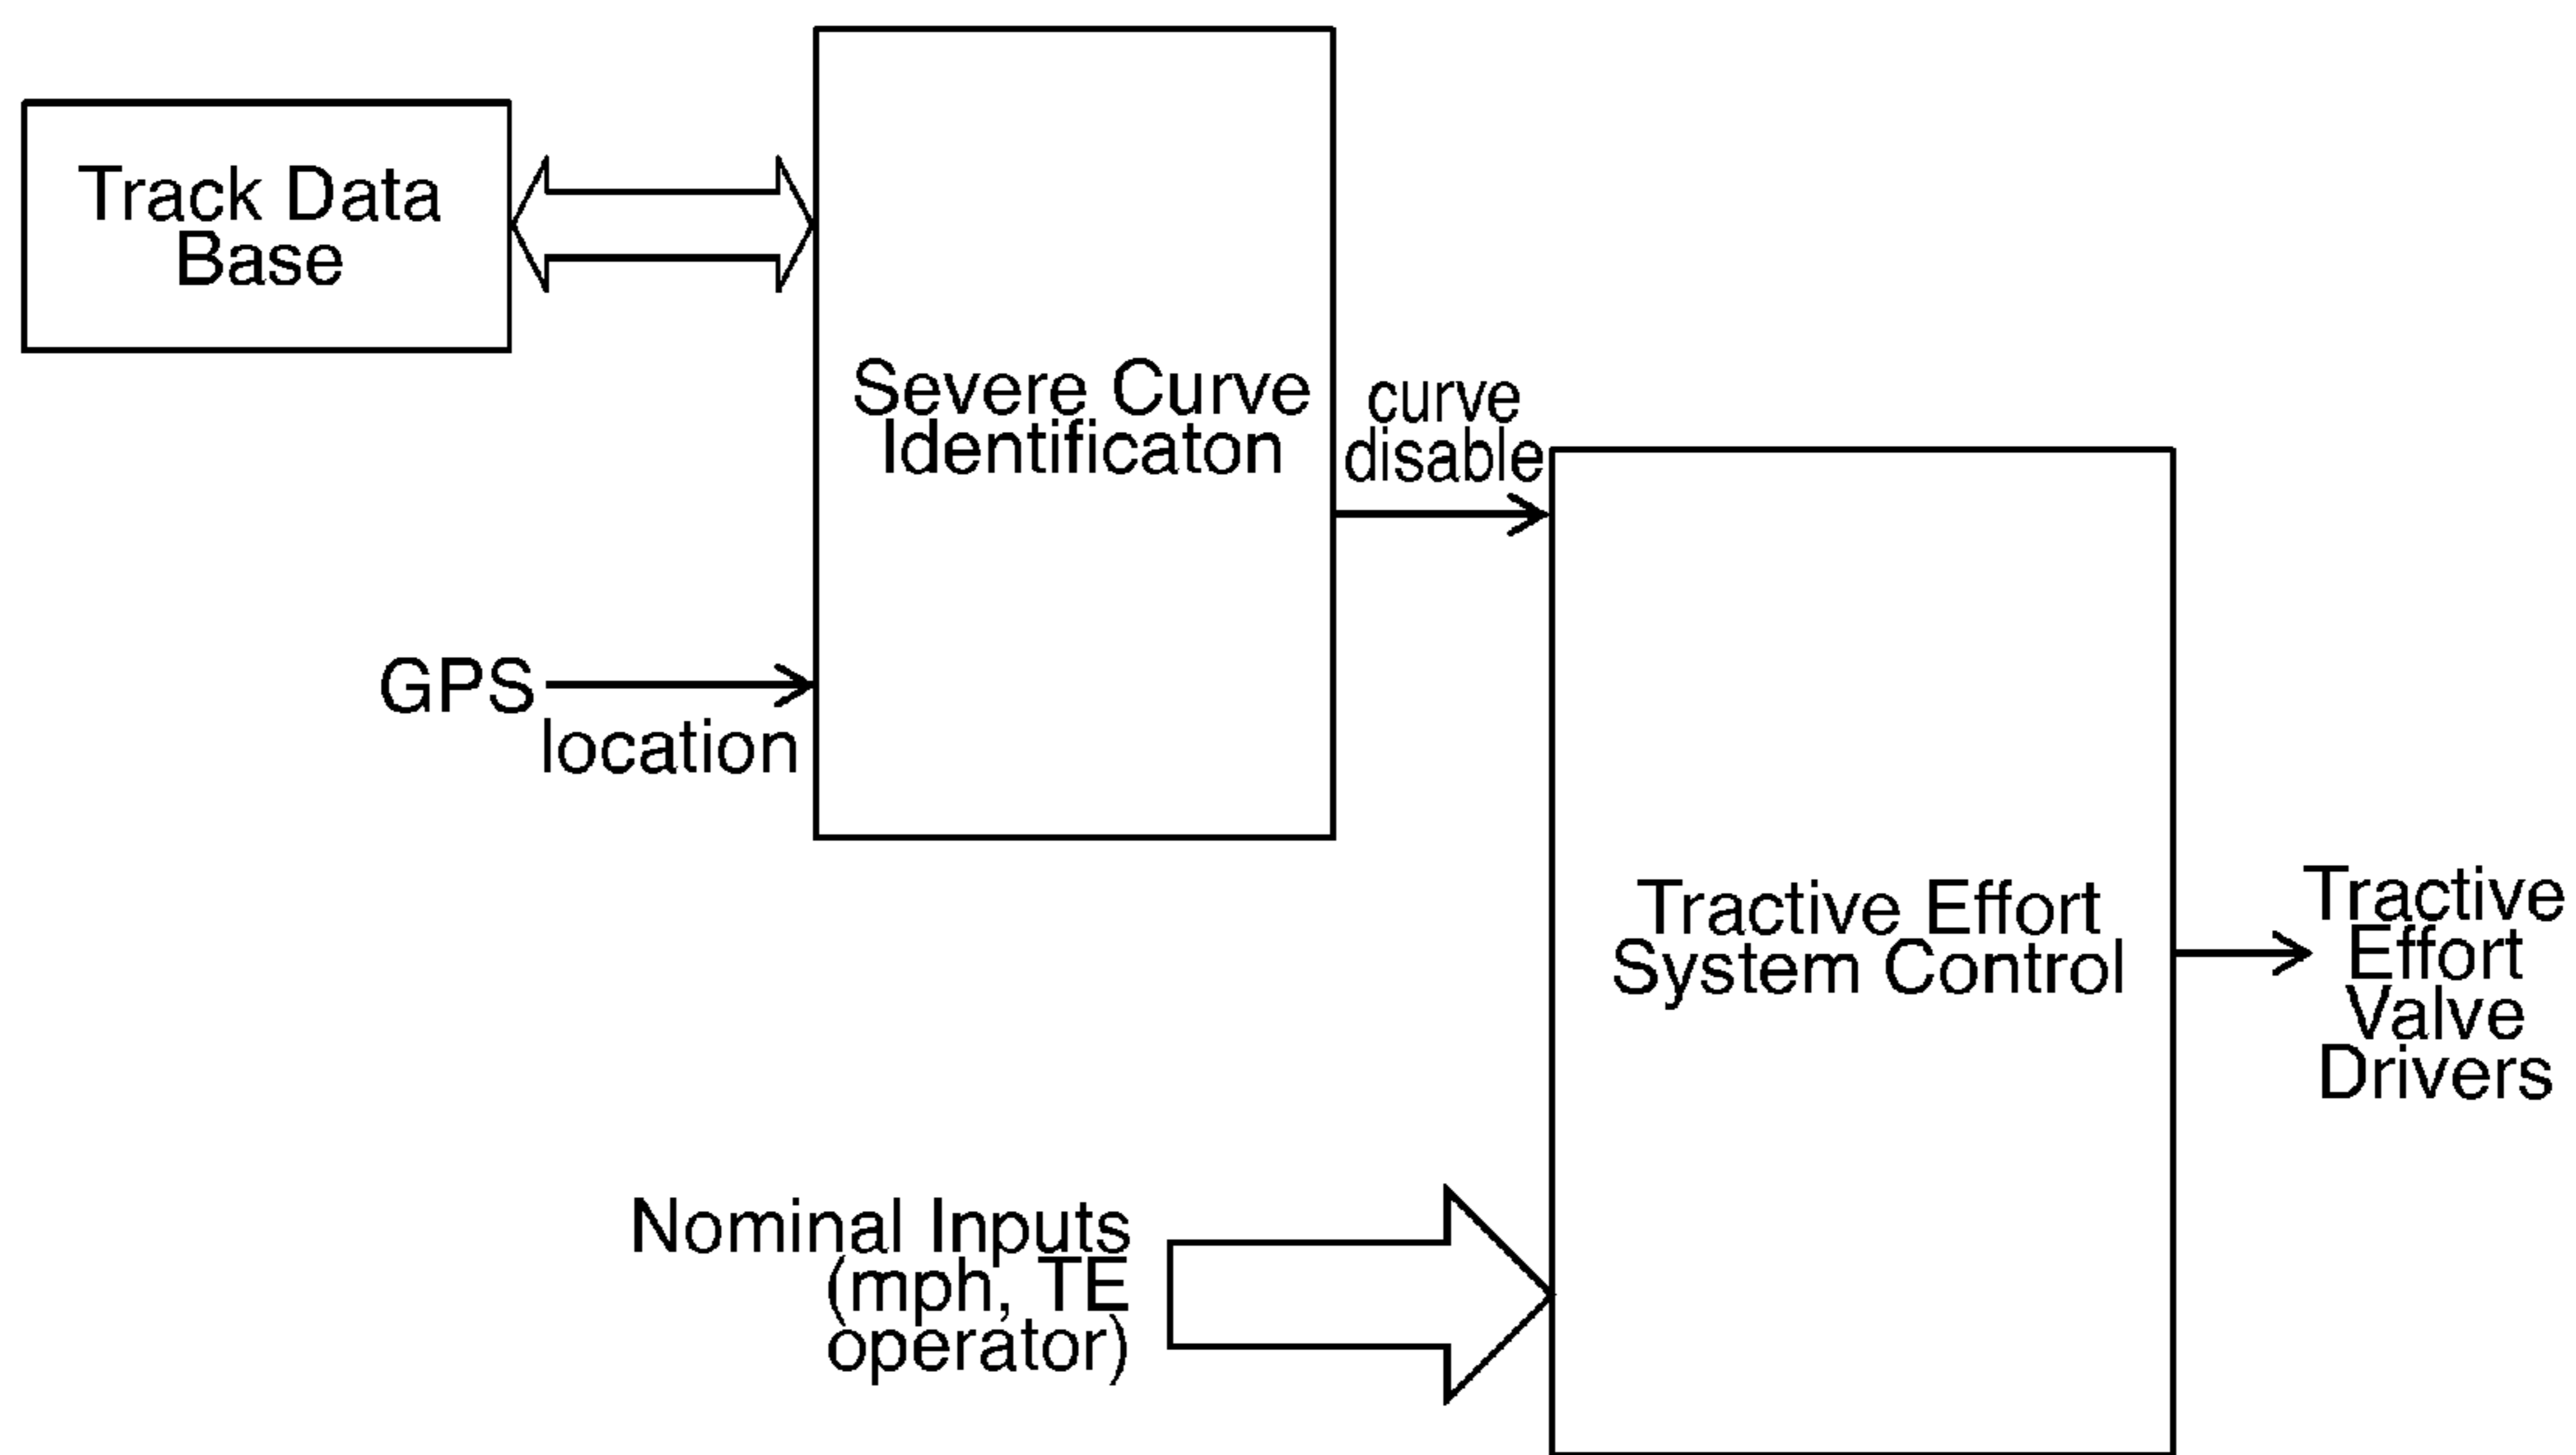 Track Data
Base
Severe Curve
Identificaton
curve
disable
GPS
location
Tractive Effort
System Control
Tractive
Effort
Valve
Drivers
Nominal Inputs
(mph, TE
operator)